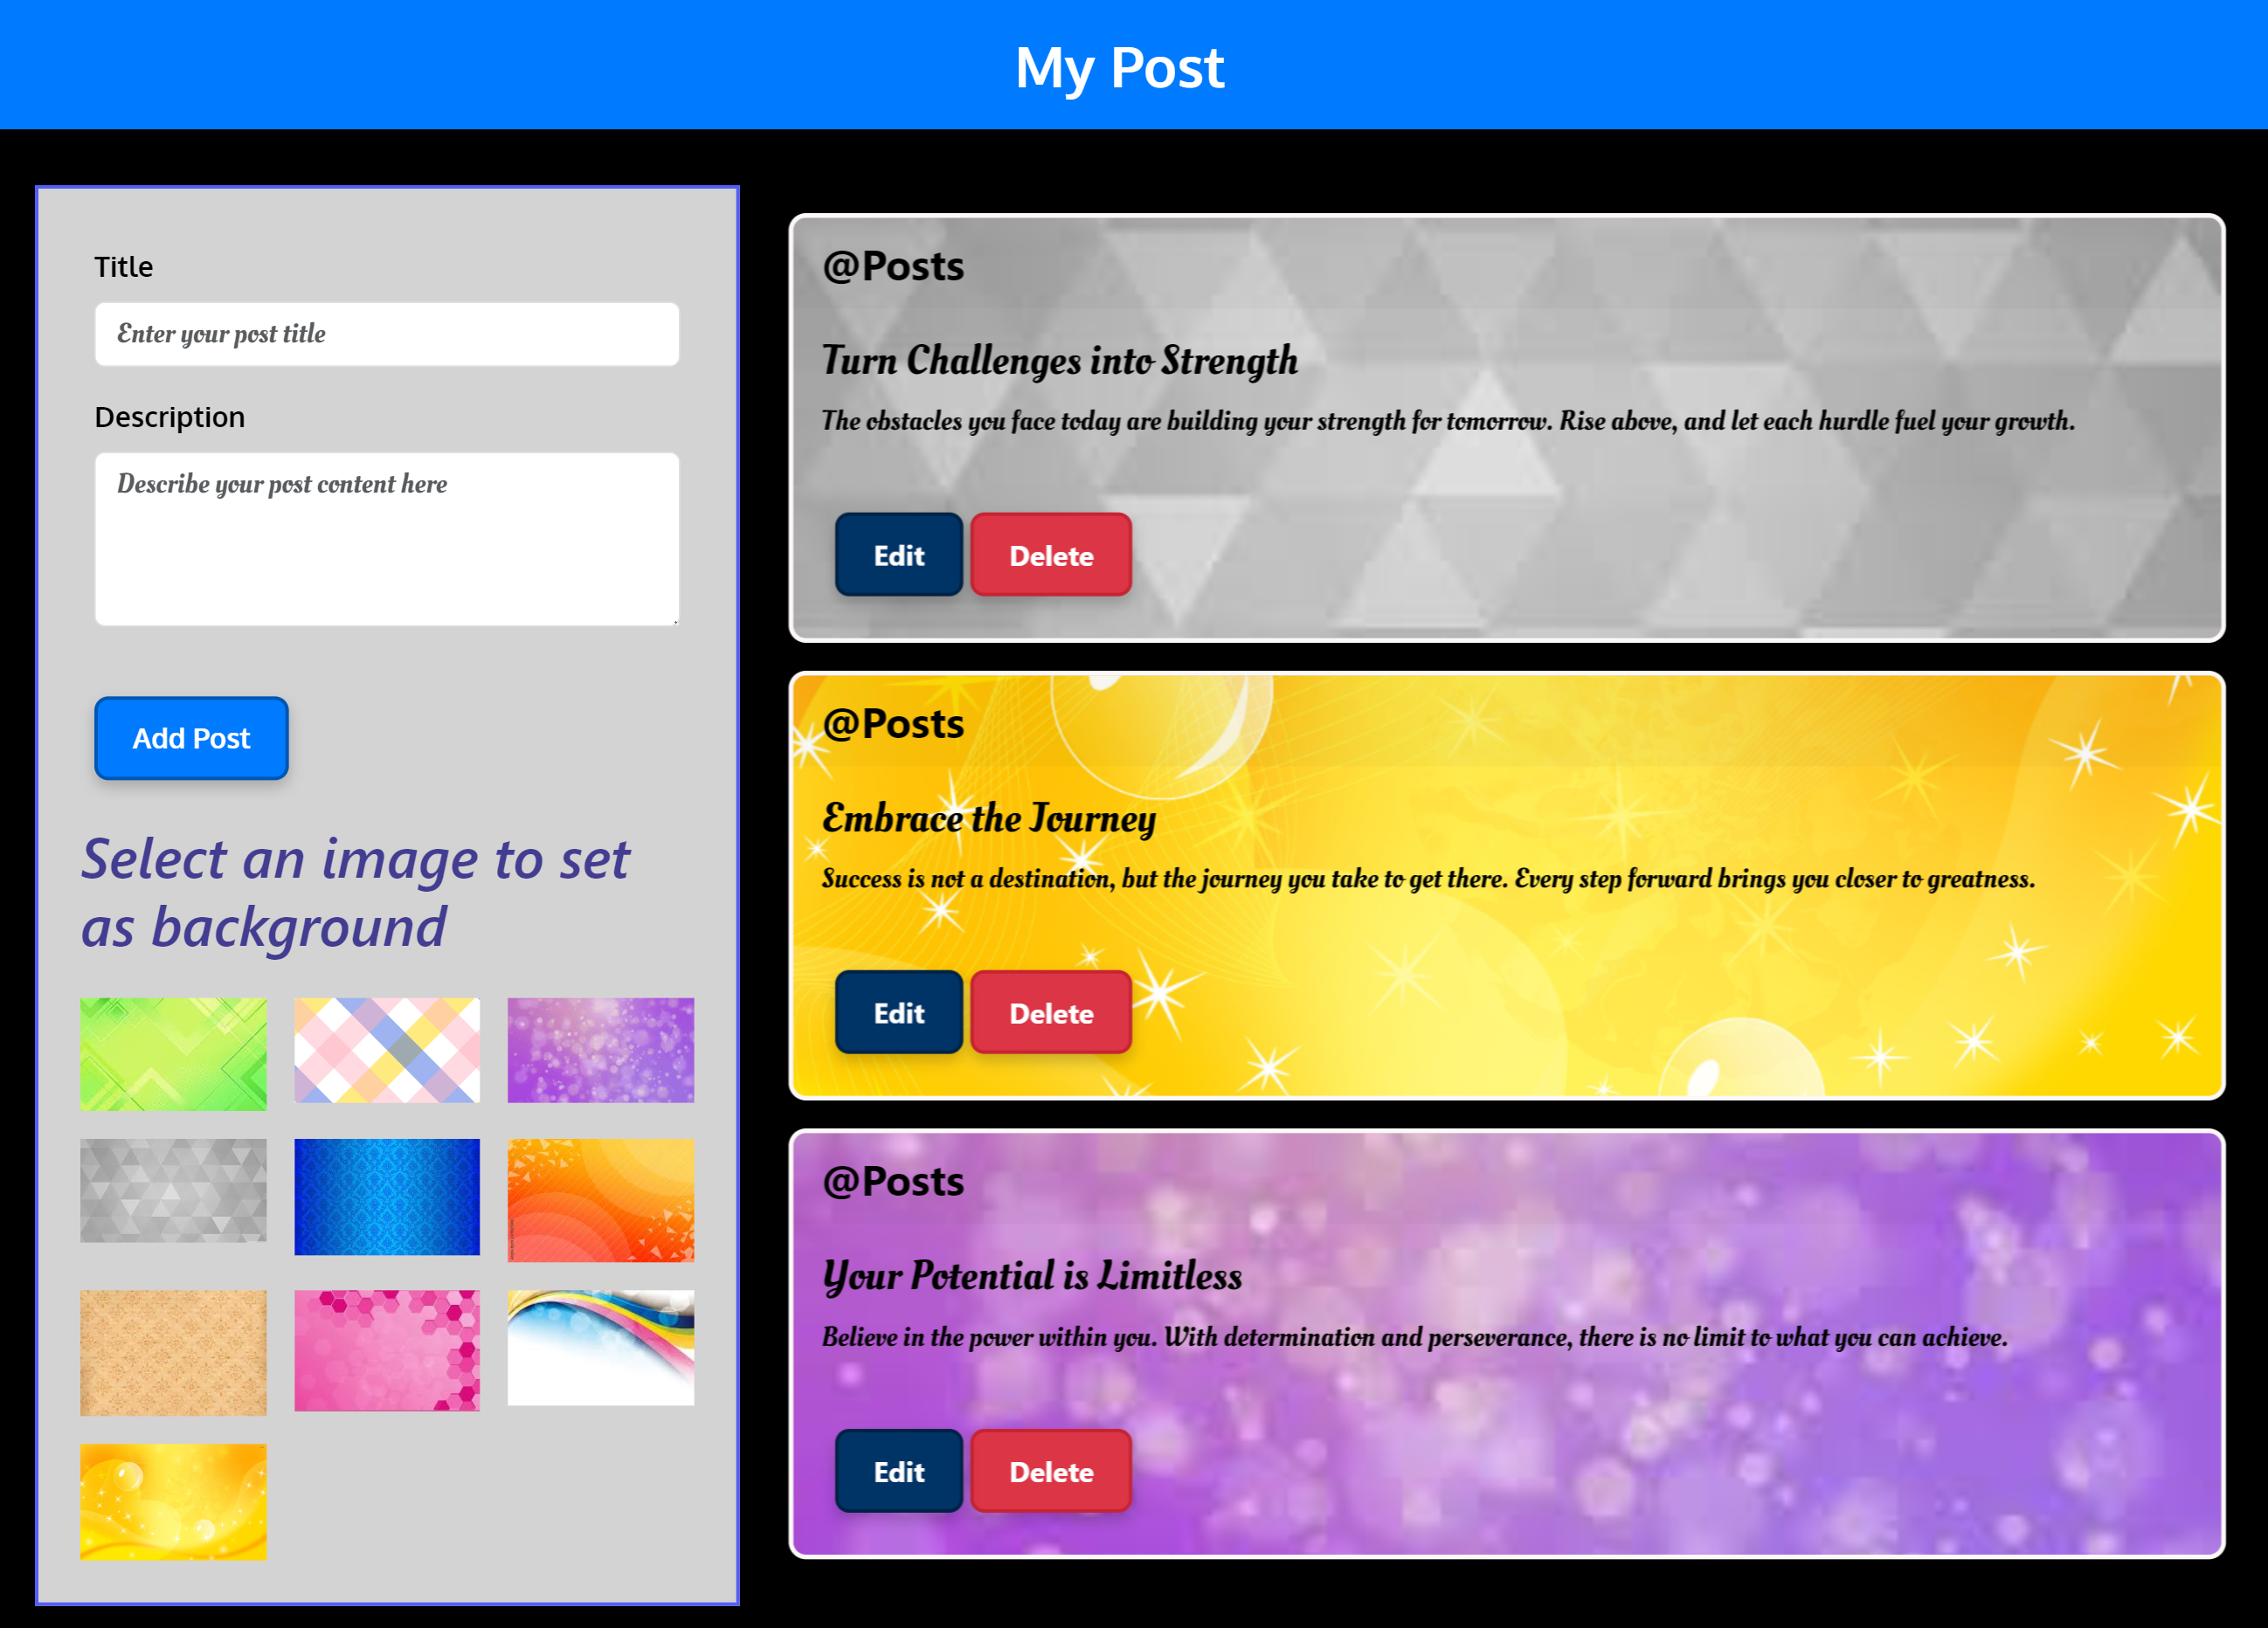 My Post
Title
Enter your post title
Description
Describe your post content here
Add Post
Select an image to set
as background
@Posts
Turn Challenges into Strength
The obstacles you face today are building your strength for tomorrow. Rise above, and let each hurdle fuel your growth.
Edit Delete
@Posts
Embrace the Journey
Success is not a destination, but the journey you take to get there. Every step forward brings you closer to greatness.
Edit Delete
@Posts
Your Potential is Limitless
Believe in the power within you. With determination and perseverance, there is no limit to what you can achieve.
Edit Delete